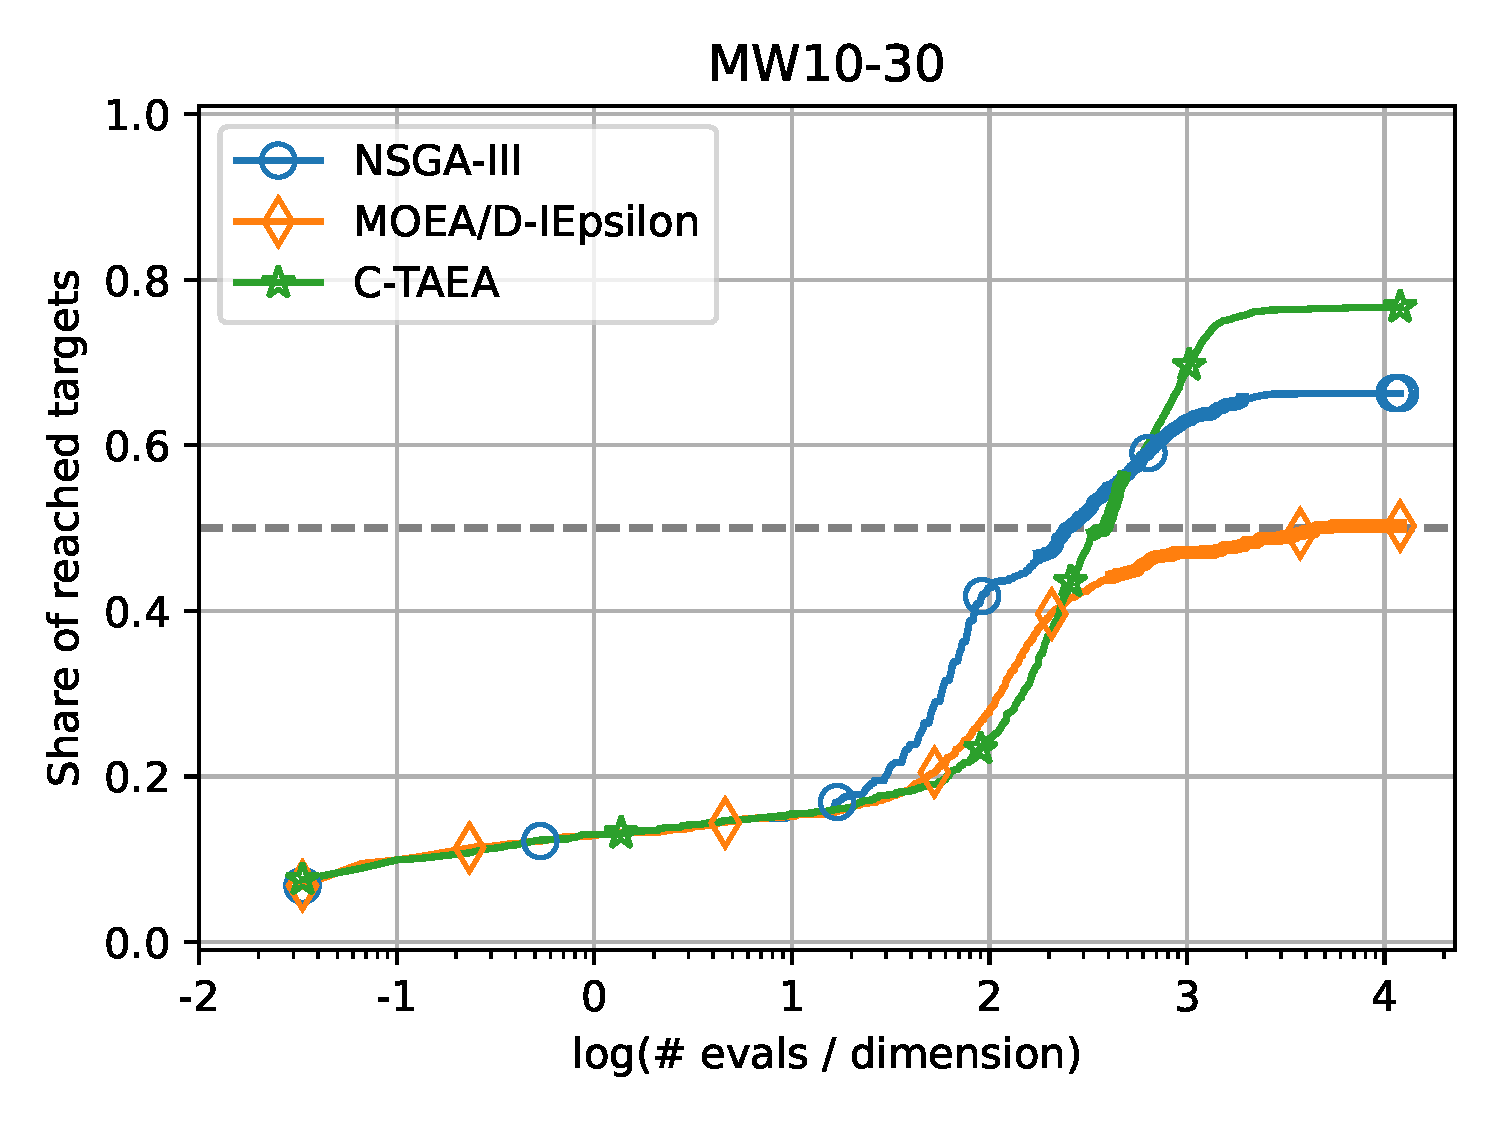 MW10-30
1.0
0.8
0.6
0.4
0.2
0.0
Share of reached targets
NSGA-III
MOEA/D-IEpsilon
C-TAEA
-2 -1 0 1 2 3 4
log(# evals / dimension)